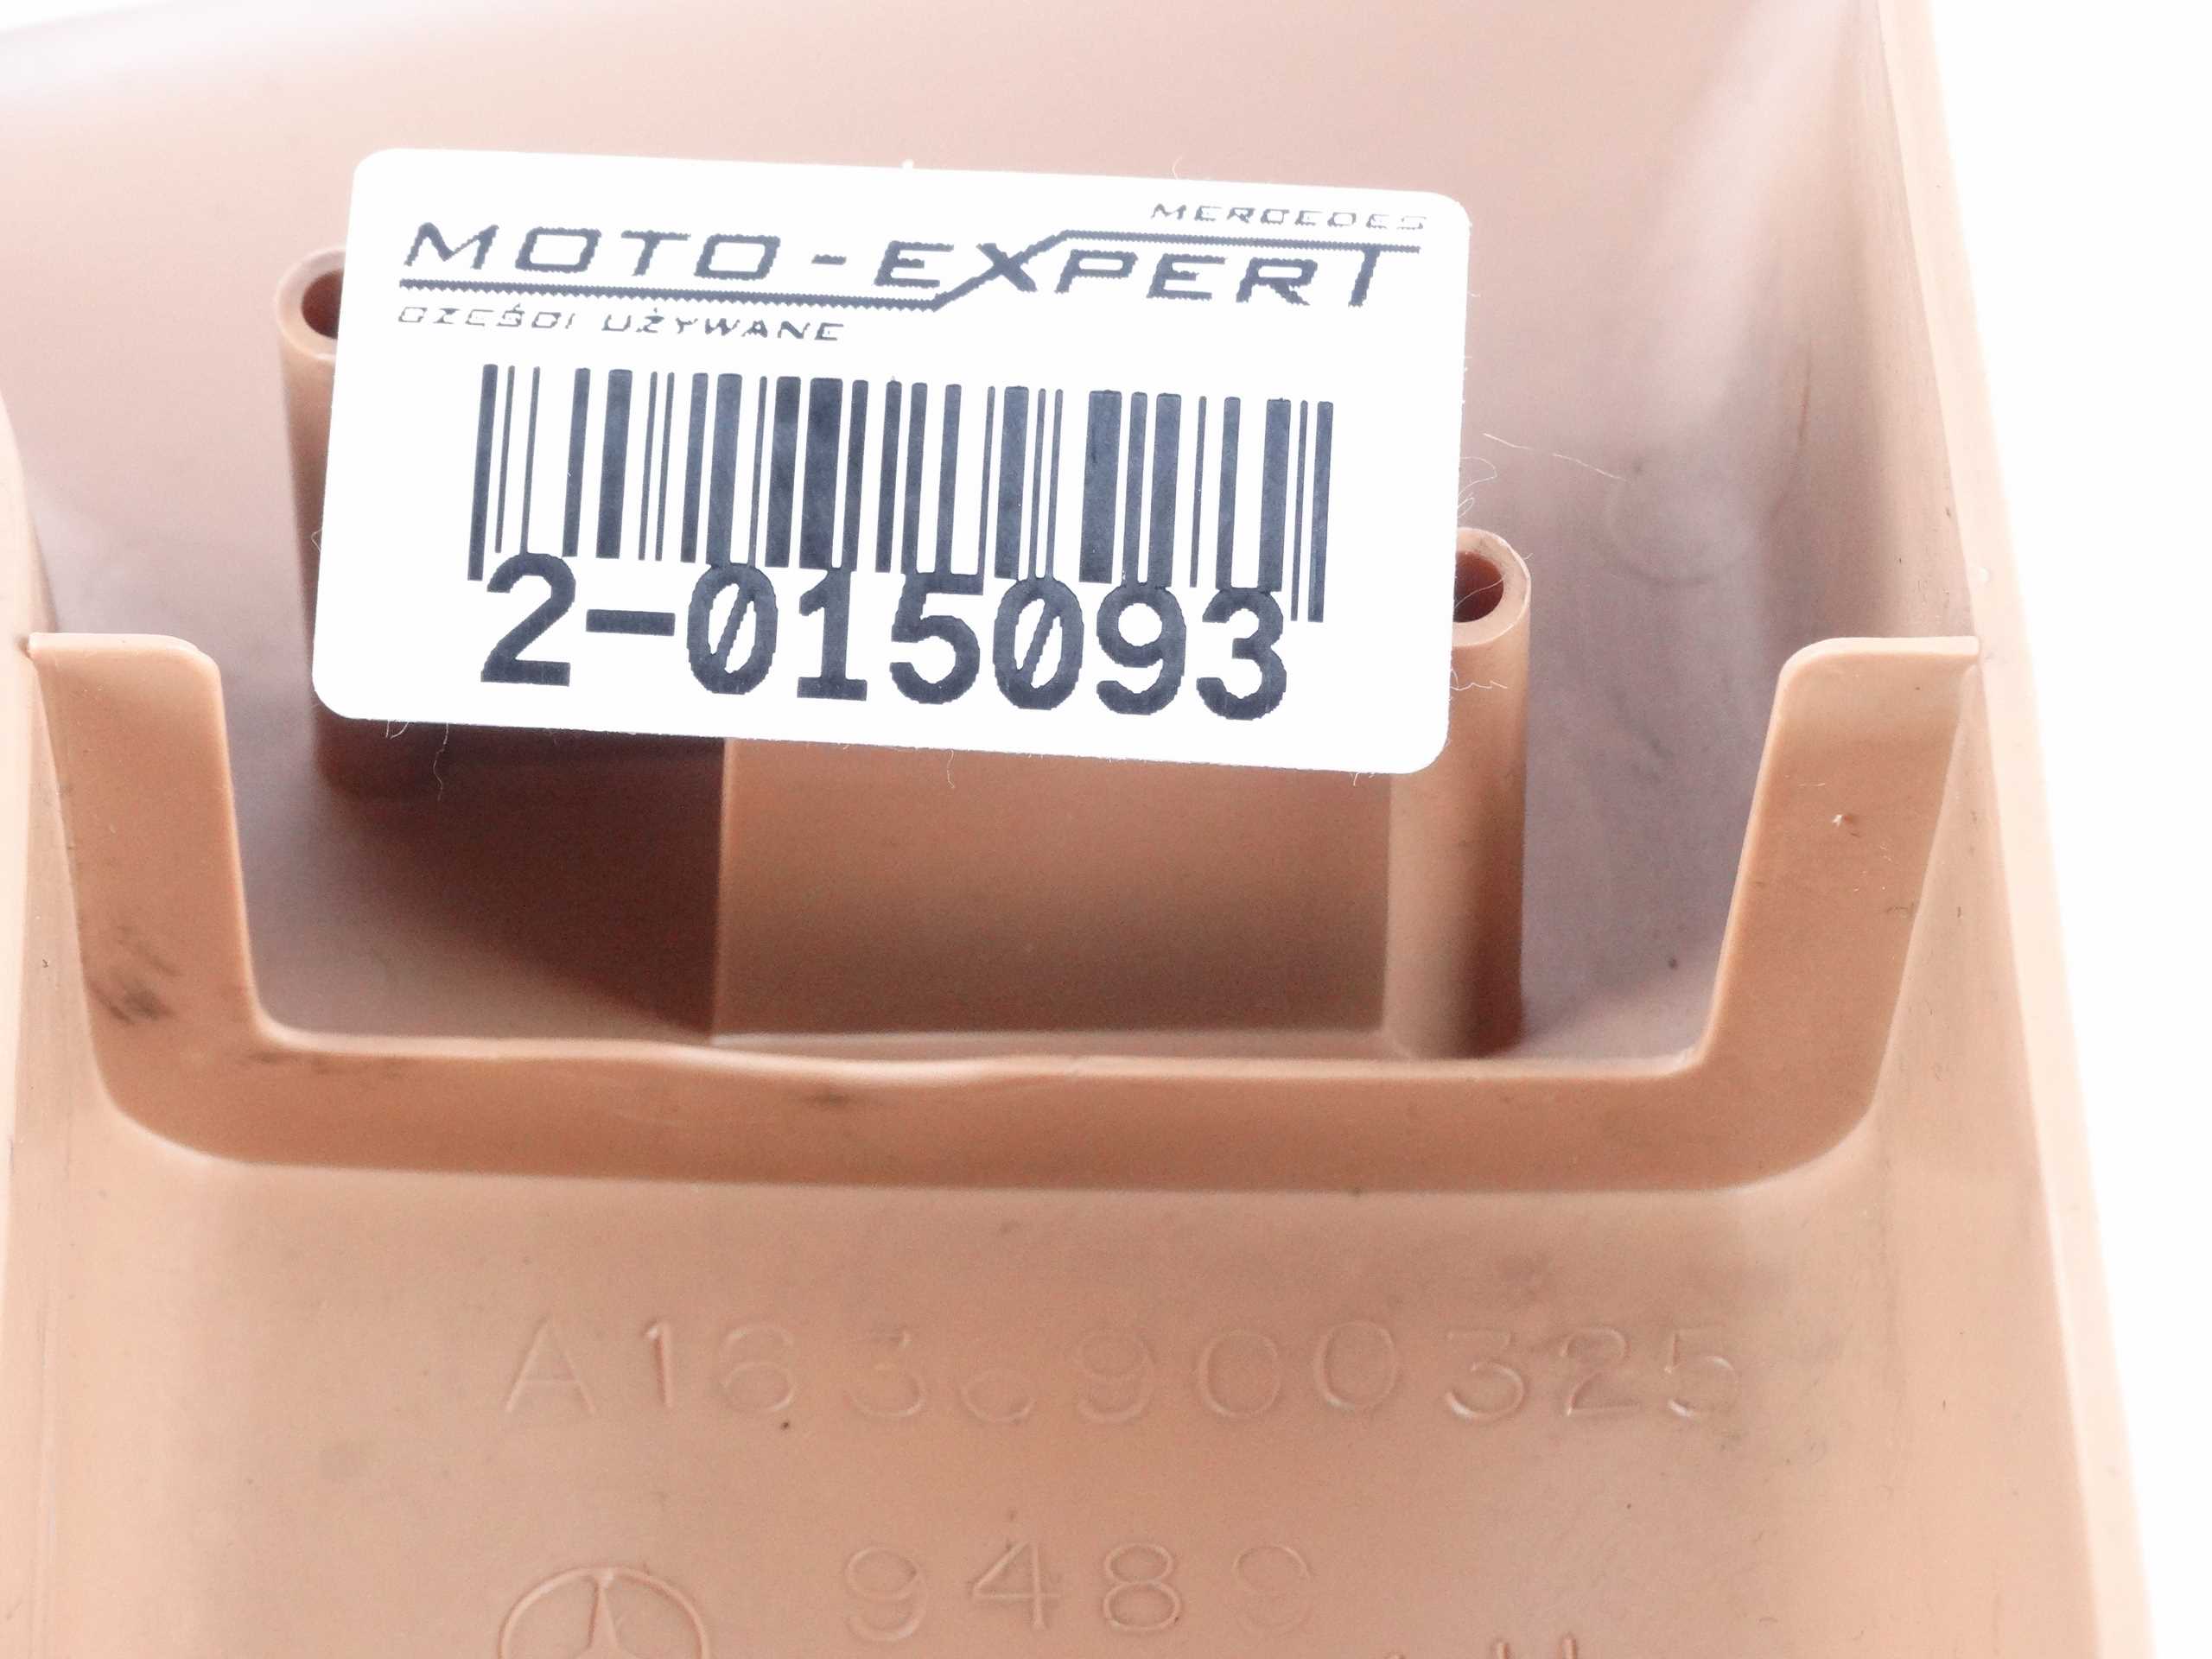 MERCEDES
MOTO-EXPERT
CZĘŚCI UŻYWANE
2-015093
A1636900325
9489